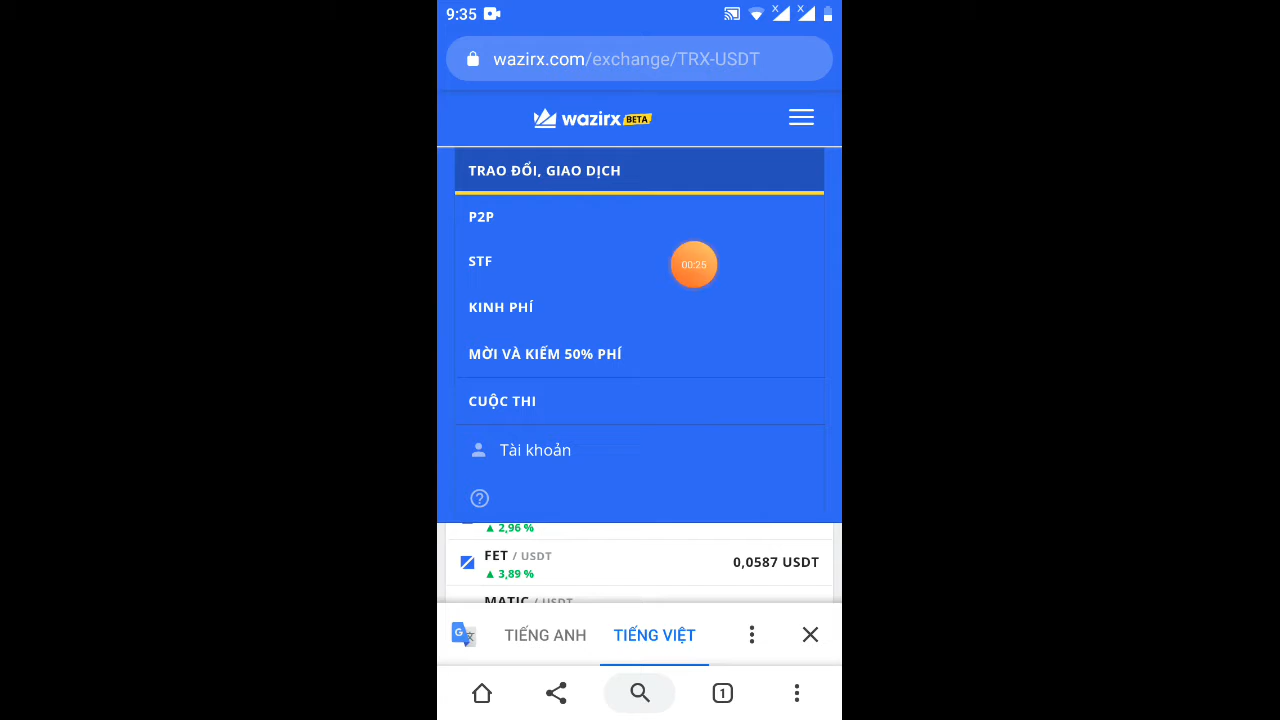 9:35
wazirx.com/exchange/TRX-USDT
wazirx BETA
TRAO ĐỔI, GIAO DỊCH
P2P
STF
00:25
KINH PHÍ
MỜI VÀ KIẾM 50% PHÍ
CUỘC THI
Tài khoản
▲ 2,96 %
FET / USDT
0,0587 USDT
▲ 3,89 %
MATIC / USDT
TIẾNG ANH TIẾNG VIỆT
1